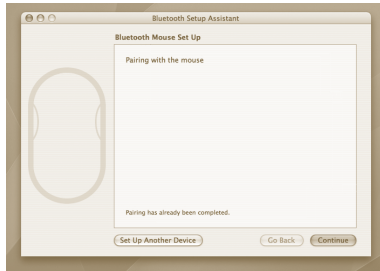 Bluetooth Setup Assistant
Bluetooth Mouse Set Up
Pairing with the mouse
Pairing has already been completed.
Set Up Another Device
Go Back
Continue